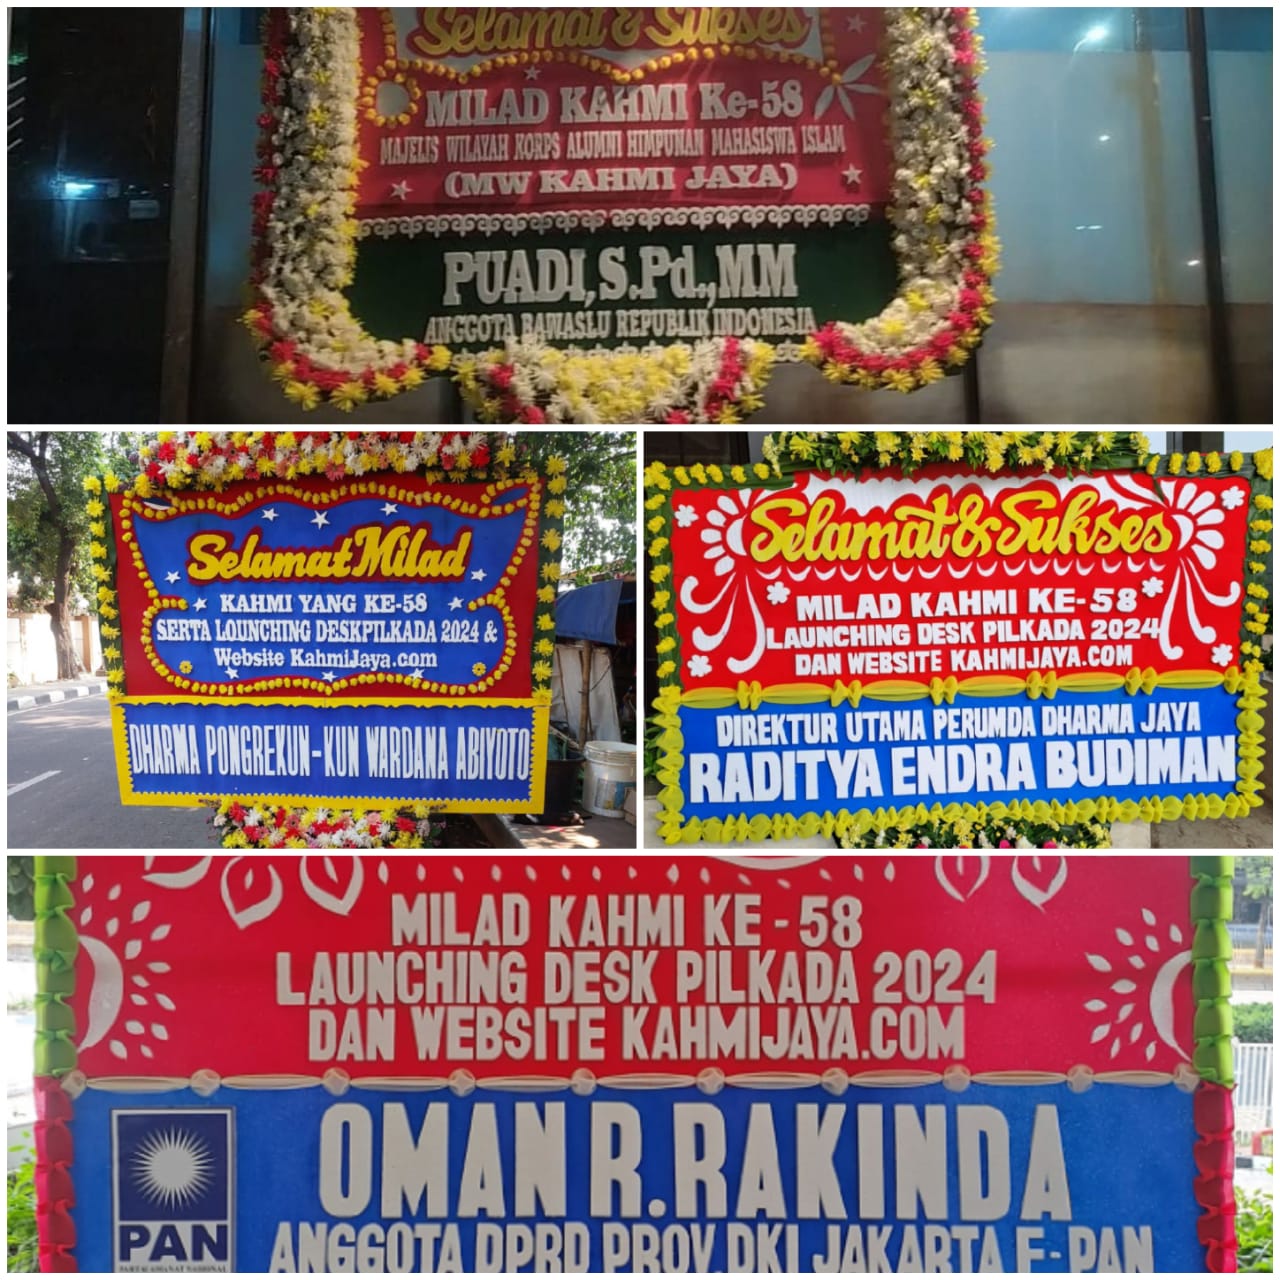 Selamat & Sukses
MILAD KAHMI Ke-58
MAJELIS WILAYAH KORPS ALUMNI HIMPUNAN MAHASISWA ISLAM
(MW KAHMI JAYA)
PUADI, S.Pd.,MM
ANGGOTA BAWASLU REPUBLIK INDONESIA
Selamat Milad
KAHMI YANG KE-58
SERTA LOUNCHING DESKPILKADA 2024 &
Website KahmiJaya.com
DHARMA PONGREKUN-KUN WARDANA ABIYOTO
Selamat & Sukses
MILAD KAHMI KE-58
LAUNCHING DESK PILKADA 2024
DAN WEBSITE KAHMIJAYA.COM
DIREKTUR UTAMA PERUMDA DHARMA JAYA
RADITYA ENDRA BUDIMAN
MILAD KAHMI KE-58
LAUNCHING DESK PILKADA 2024
DAN WEBSITE KAHMIJAYA.COM
OMAN R.RAKINDA
ANGGOTA DPRD PROV.DKI JAKARTA F-PAN
PAN
PARTAI AMANAT NASIONAL